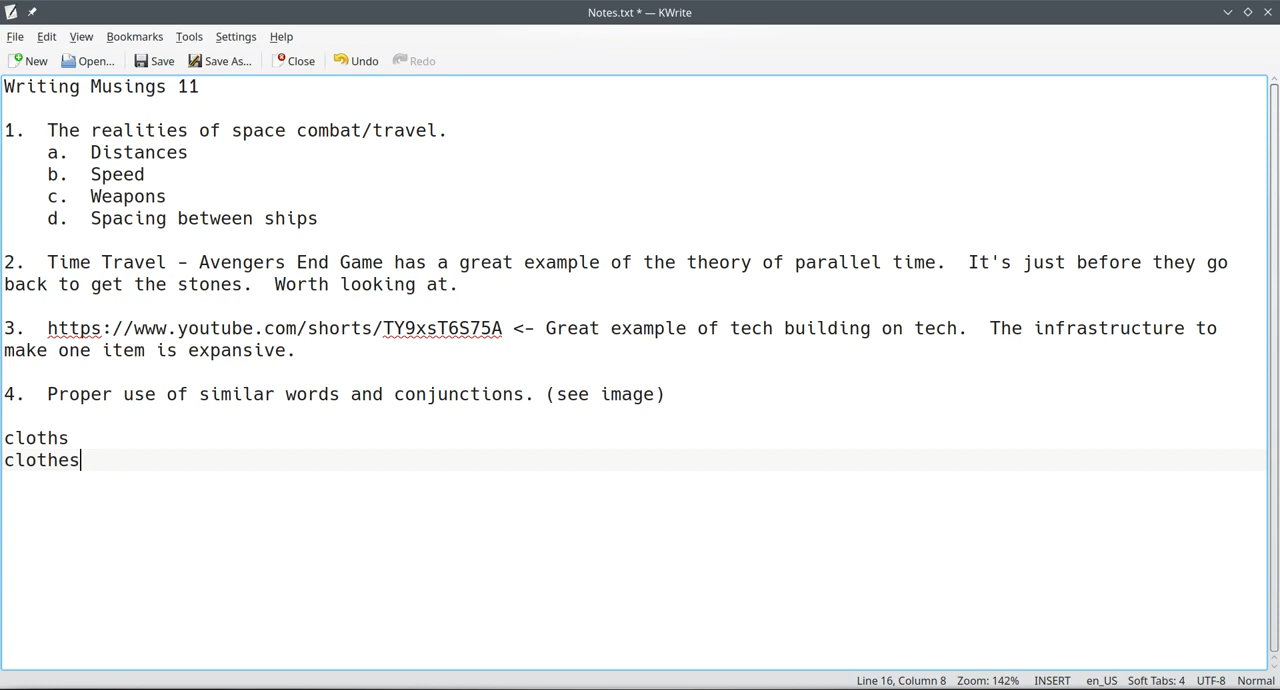 Notes.txt * — KWrite
File Edit View Bookmarks Tools Settings Help
New Open... Save Save As... Close Undo Redo
Writing Musings 11
1.  The realities of space combat/travel.
    a.  Distances
    b.  Speed
    c.  Weapons
    d.  Spacing between ships
2.  Time Travel – Avengers End Game has a great example of the theory of parallel time.  It's just before they go
back to get the stones.  Worth looking at.
3.  https://www.youtube.com/shorts/TY9xsT6S75A <– Great example of tech building on tech.  The infrastructure to
make one item is expansive.
4.  Proper use of similar words and conjunctions. (see image)
cloths
clothes
Line 16, Column 8 Zoom: 142% INSERT en_US Soft Tabs: 4 UTF-8 Normal